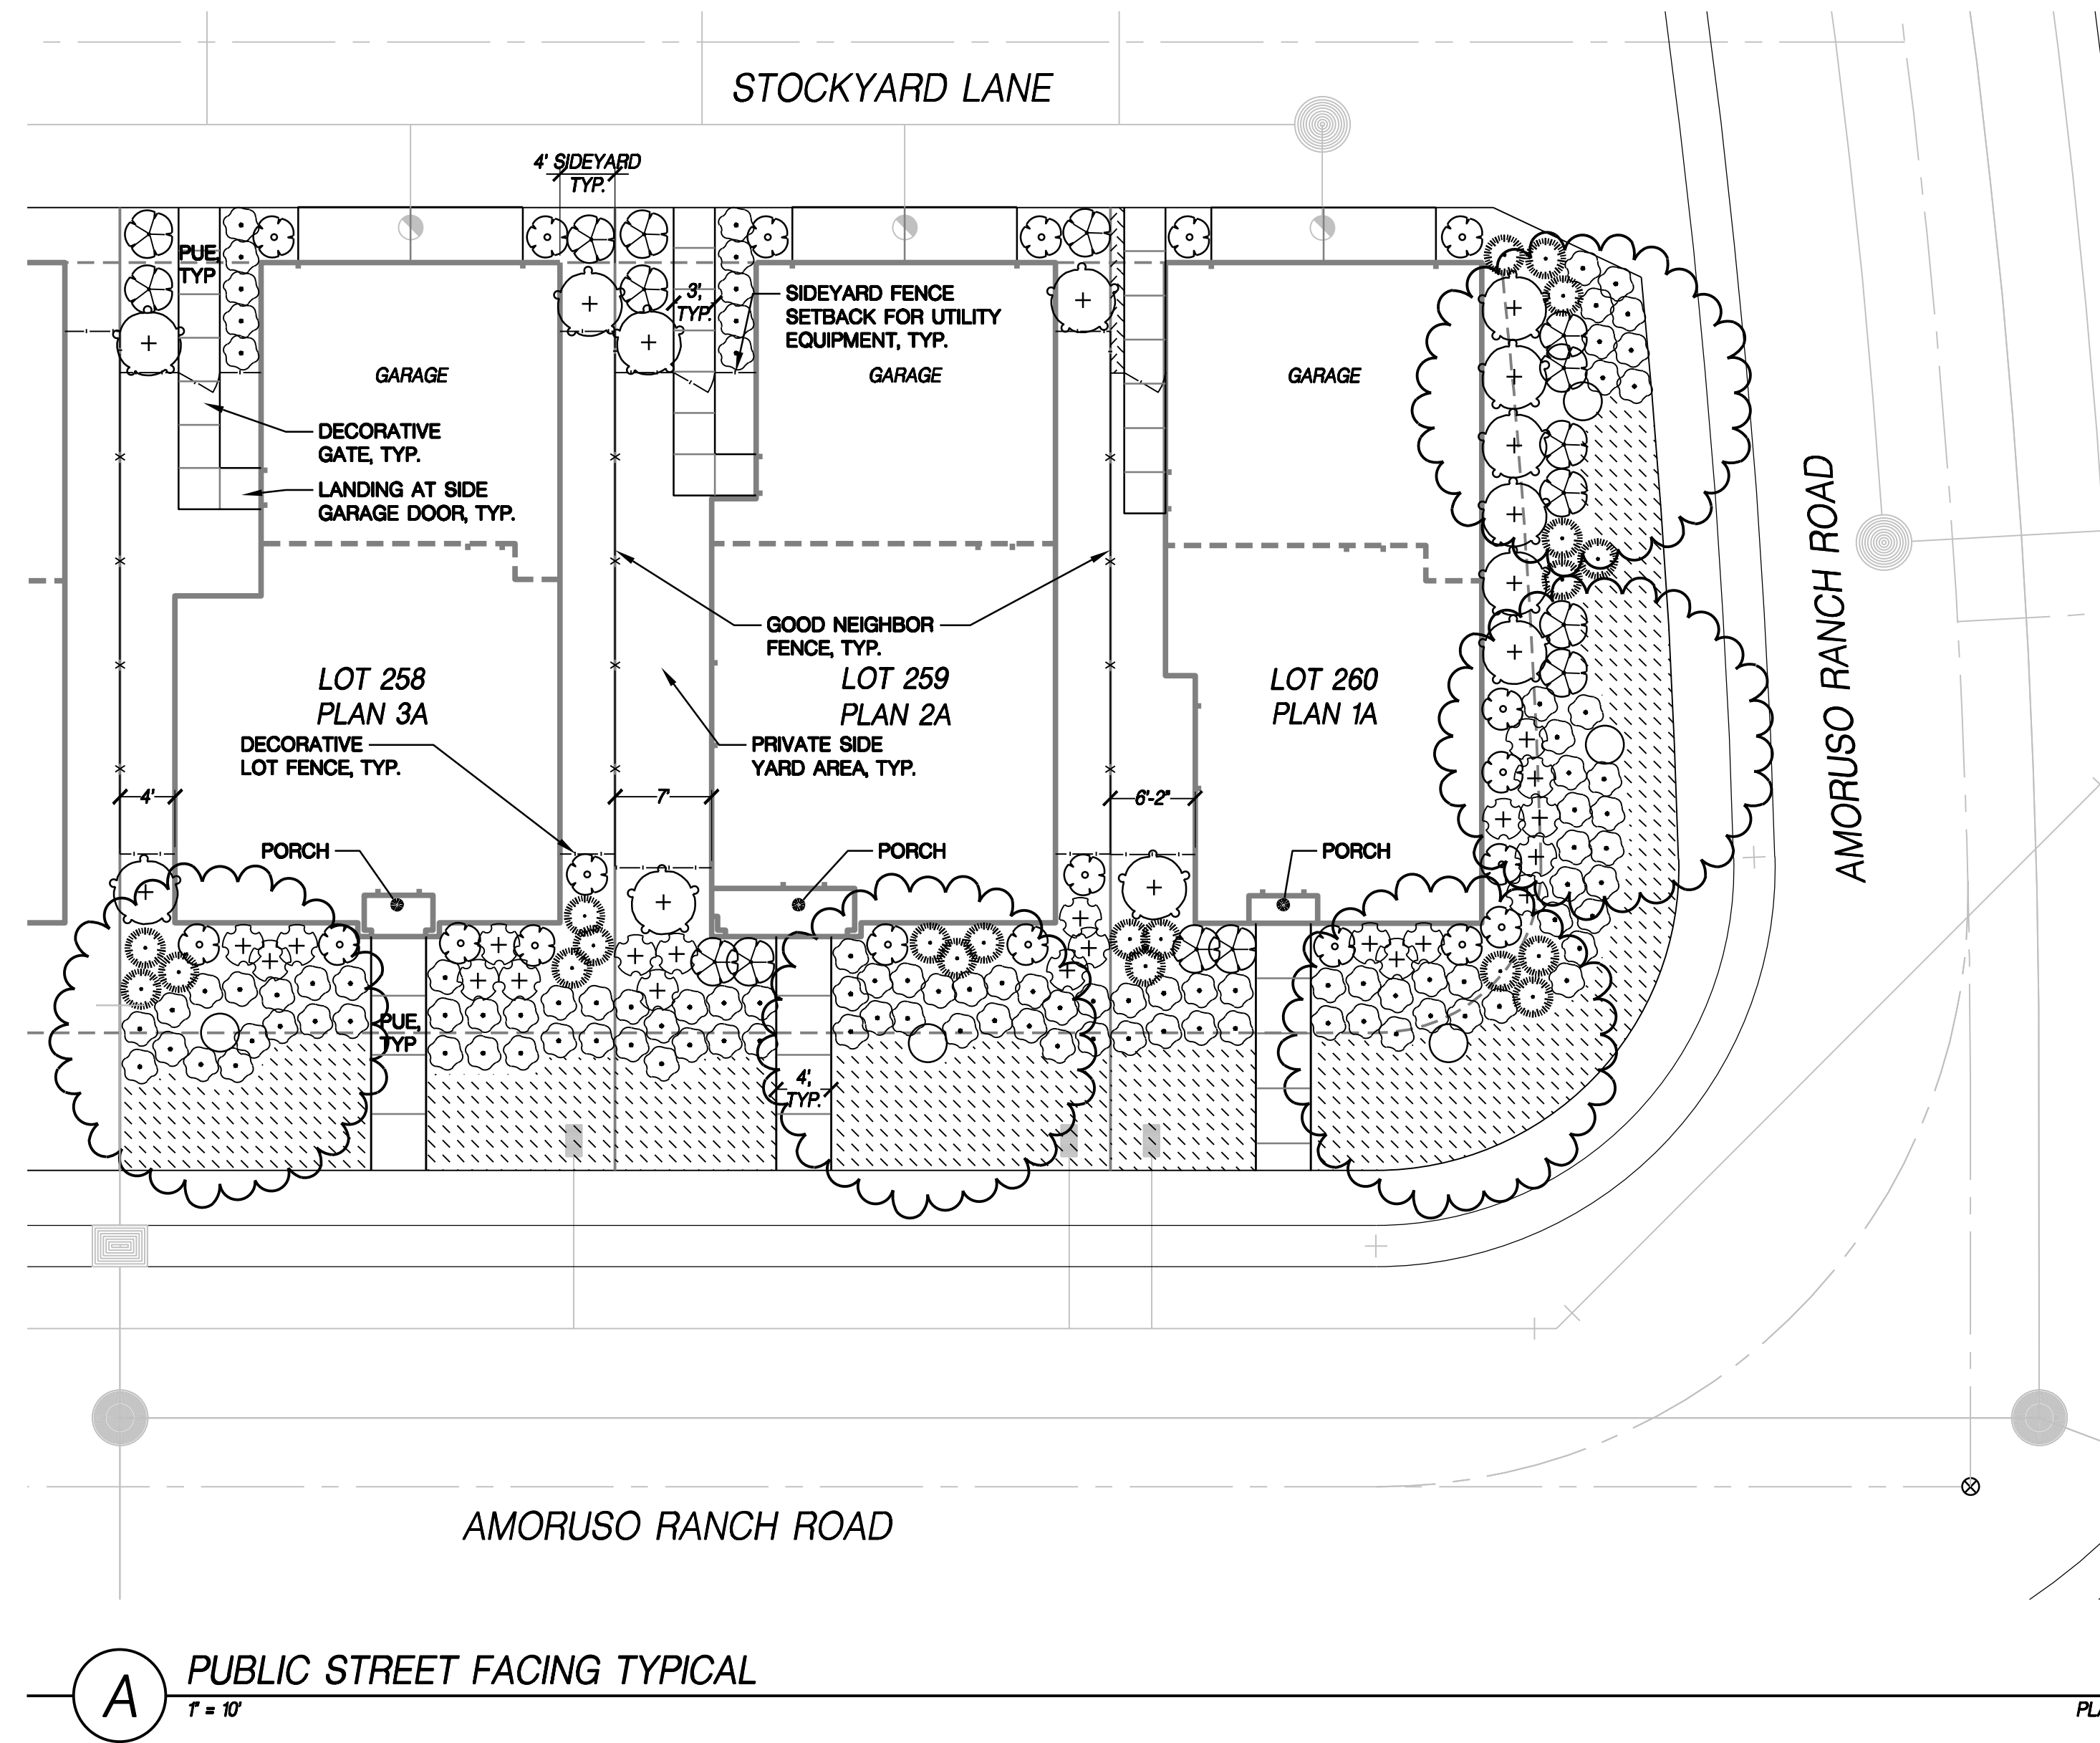 STOCKYARD LANE
4' SIDEYARD
TYP.
PUE,
TYP
3',
TYP.
SIDEYARD FENCE
SETBACK FOR UTILITY
EQUIPMENT, TYP.
GARAGE
GARAGE
GARAGE
DECORATIVE
GATE, TYP.
LANDING AT SIDE
GARAGE DOOR, TYP.
AMORUSO RANCH ROAD
GOOD NEIGHBOR
FENCE, TYP.
LOT 258
PLAN 3A
LOT 259
PLAN 2A
LOT 260
PLAN 1A
DECORATIVE
LOT FENCE, TYP.
PRIVATE SIDE
YARD AREA, TYP.
4'
7'
6'-2"
PORCH
PORCH
PORCH
PUE,
TYP
4',
TYP.
AMORUSO RANCH ROAD
A
PUBLIC STREET FACING TYPICAL
1" = 10'